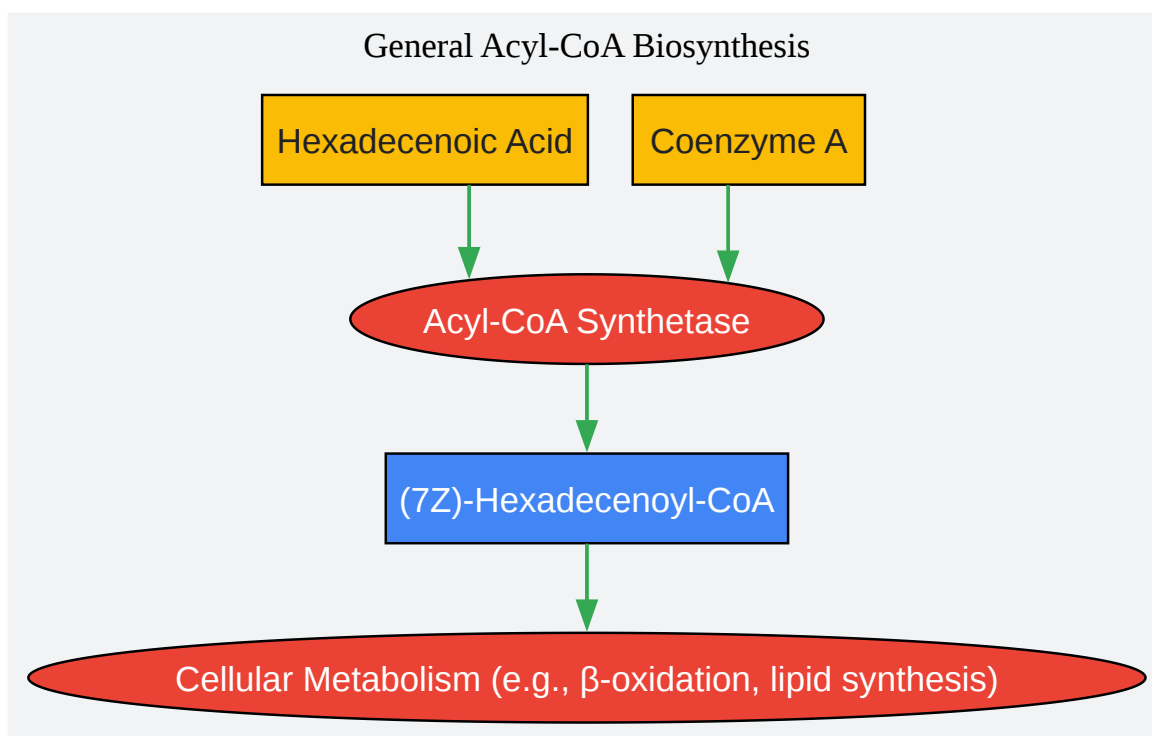 General Acyl-CoA Biosynthesis
Hexadecenoic Acid
Coenzyme A
Acyl-CoA Synthetase
(7Z)-Hexadecenoyl-CoA
Cellular Metabolism (e.g., β-oxidation, lipid synthesis)